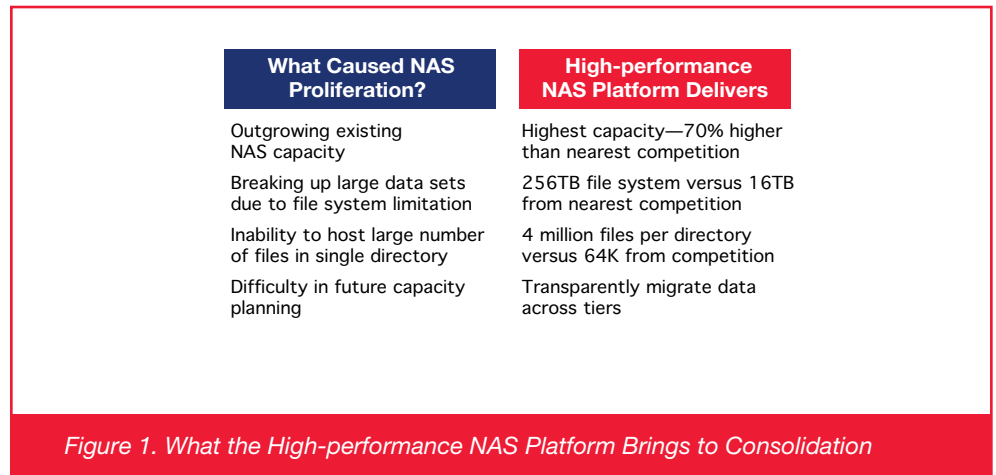 What Caused NAS
Proliferation?
Outgrowing existing
NAS capacity
Breaking up large data sets
due to file system limitation
Inability to host large number
of files in single directory
Difficulty in future capacity
planning
High-performance
NAS Platform Delivers
Highest capacity—70% higher
than nearest competition
256TB file system versus 16TB
from nearest competition
4 million files per directory
versus 64K from competition
Transparently migrate data
across tiers
Figure 1. What the High-performance NAS Platform Brings to Consolidation